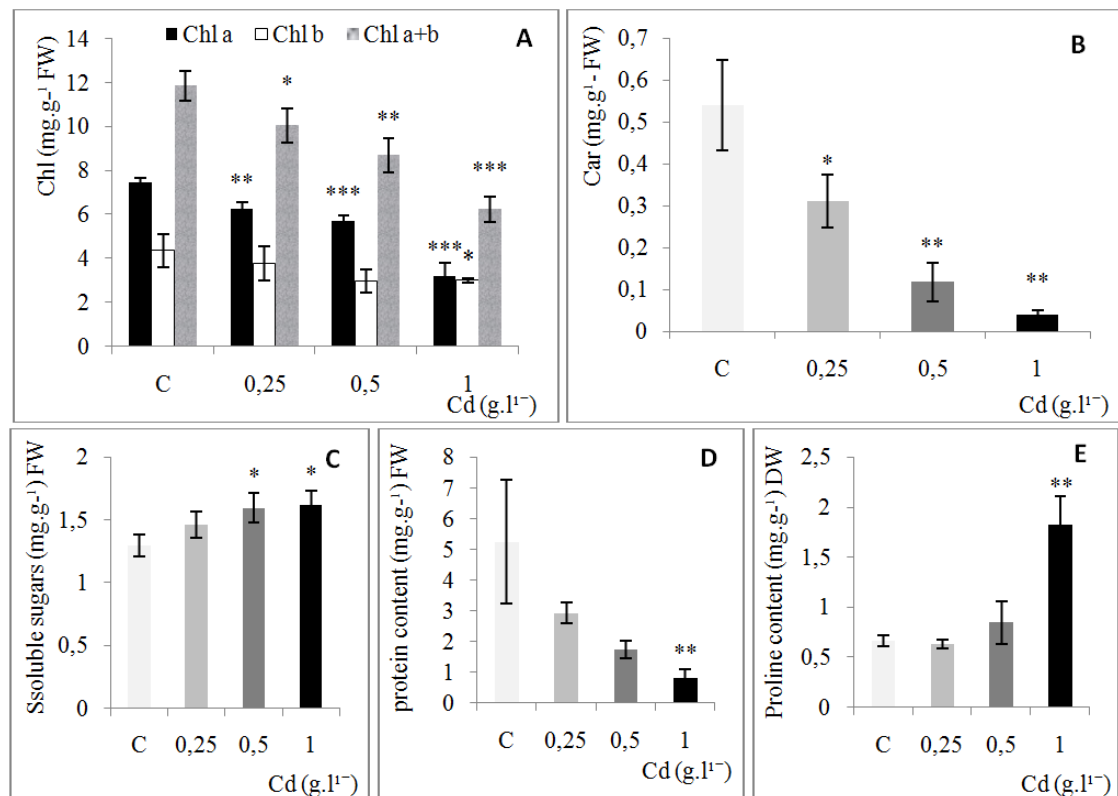 Chl a Chl b Chl a+b
A
Chl (mg.g-¹ FW)
14
12
10
8
6
4
2
0
*
**
**
***
***
***
*
C 0,25 0,5 1
Cd (g.l¹⁻)
B
Car (mg.g¹- FW)
0,7
0,6
0,5
0,4
0,3
0,2
0,1
0
*
**
**
C 0,25 0,5 1
Cd (g.l¹⁻)
C
Ssoluble sugars (mg.g-¹) FW
2
1,5
1
0,5
0
* *
C 0,25 0,5 1
Cd (g.l¹⁻)
D
protein content (mg.g-¹) FW
8
7
6
5
4
3
2
1
0
**
C 0,25 0,5 1
Cd (g.l¹⁻)
E
Proline content (mg.g-¹) DW
2,5
2
1,5
1
0,5
0
**
C 0,25 0,5 1
Cd (g.l¹⁻)